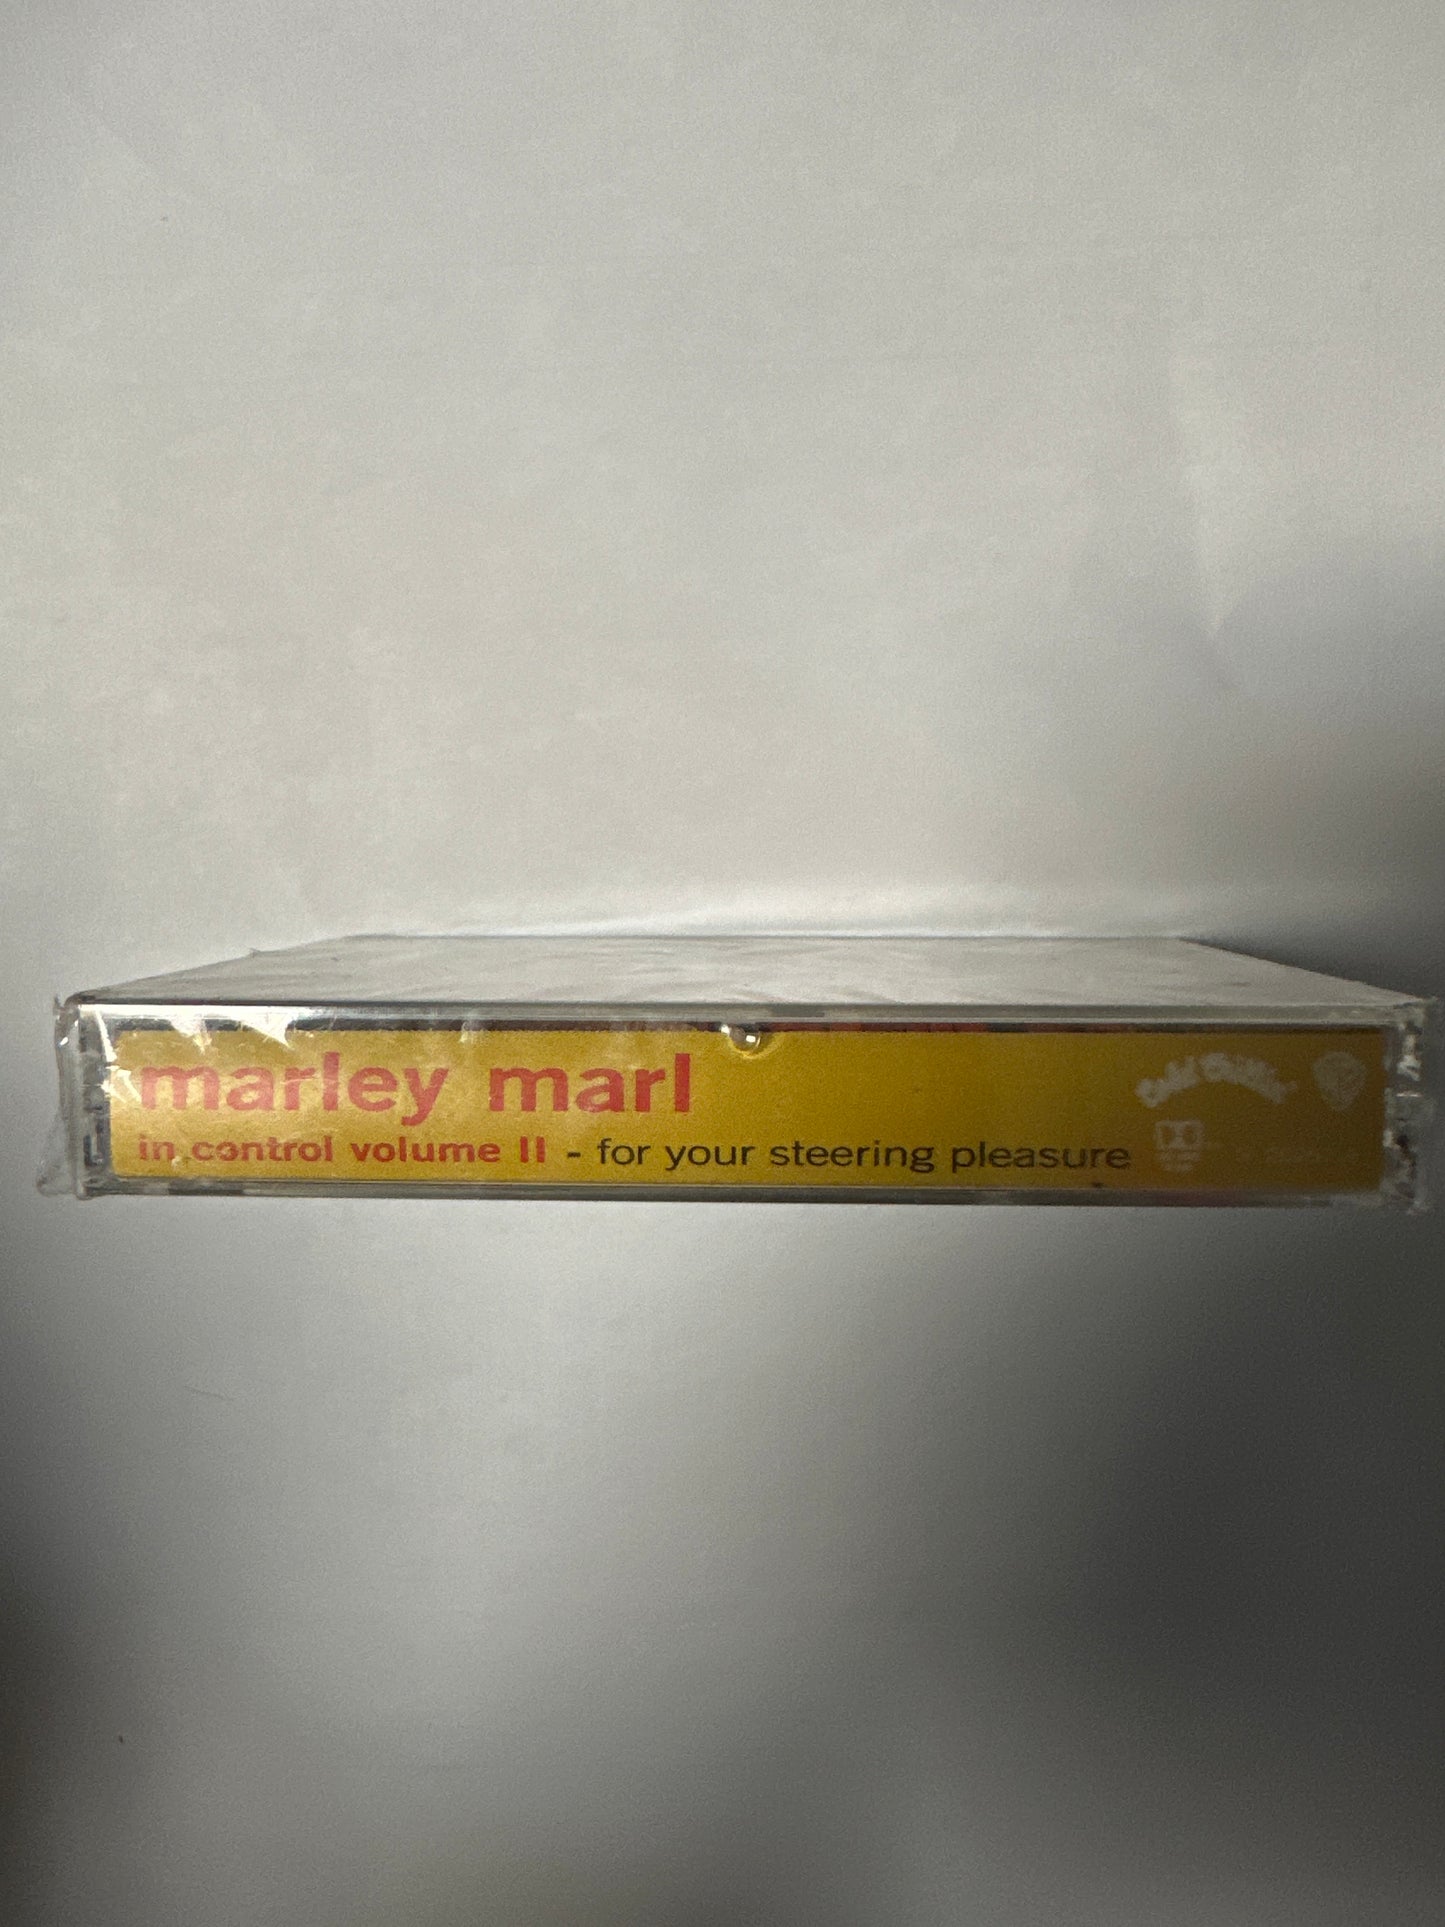 marley marl
in control volume II - for your steering pleasure
Cold Chillin'